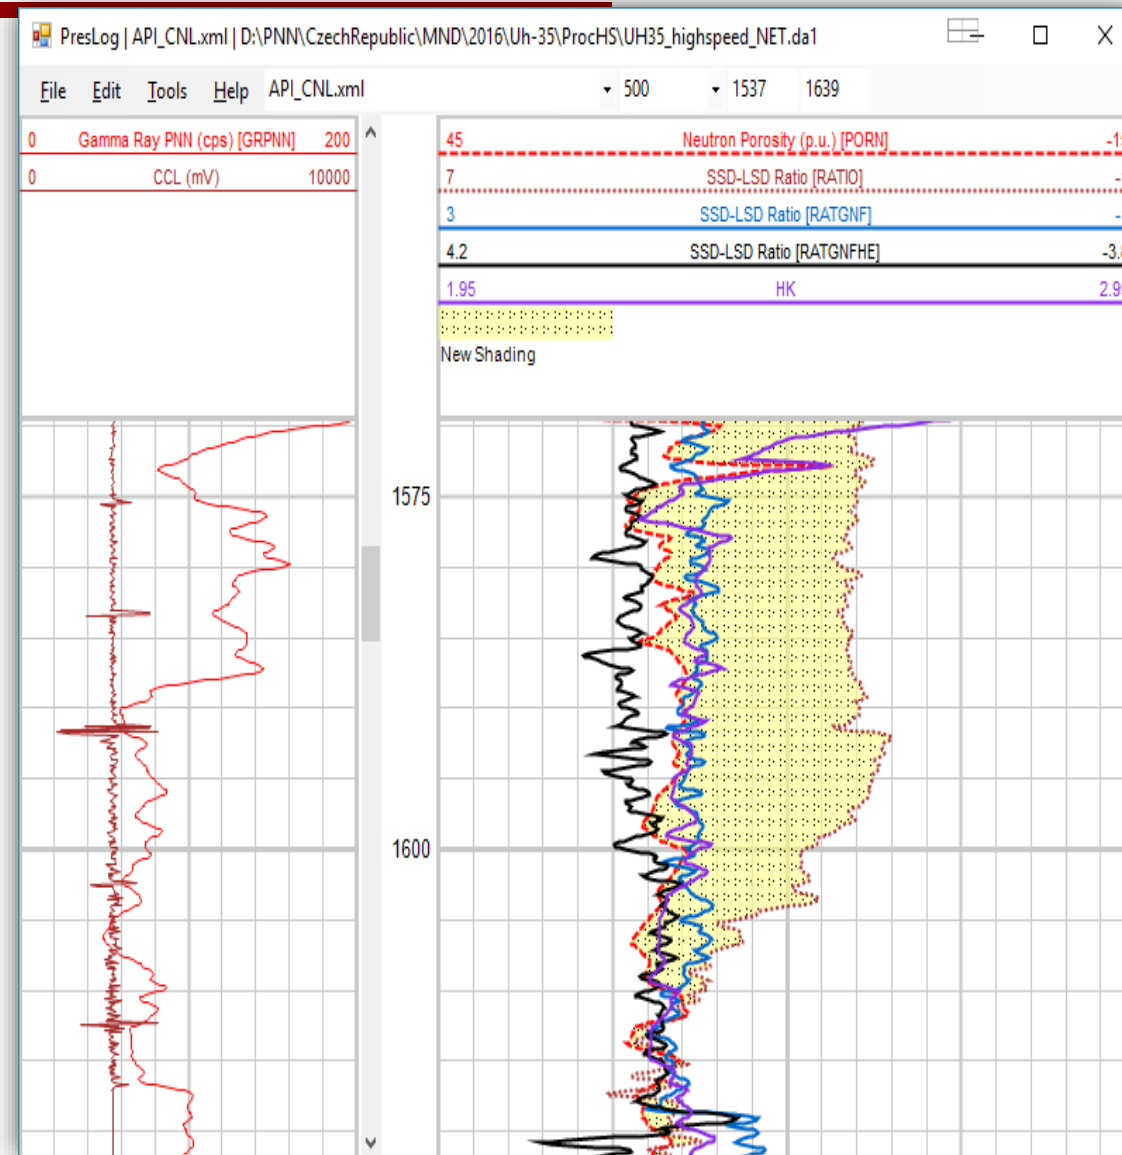 PresLog | API_CNL.xml | D:\PNN\CzechRepublic\MND\2016\Uh-35\ProcHS\UH35_highspeed_NET.da1
File Edit Tools Help API_CNL.xml 500 1537 1639
0 Gamma Ray PNN (cps) [GRPNN] 200
0 CCL (mV) 10000
45 Neutron Porosity (p.u.) [PORN]
7 SSD-LSD Ratio [RATIO]
3 SSD-LSD Ratio [RATGNF]
4.2 SSD-LSD Ratio [RATGNFHE]
1.95 HK
New Shading
1575
1600